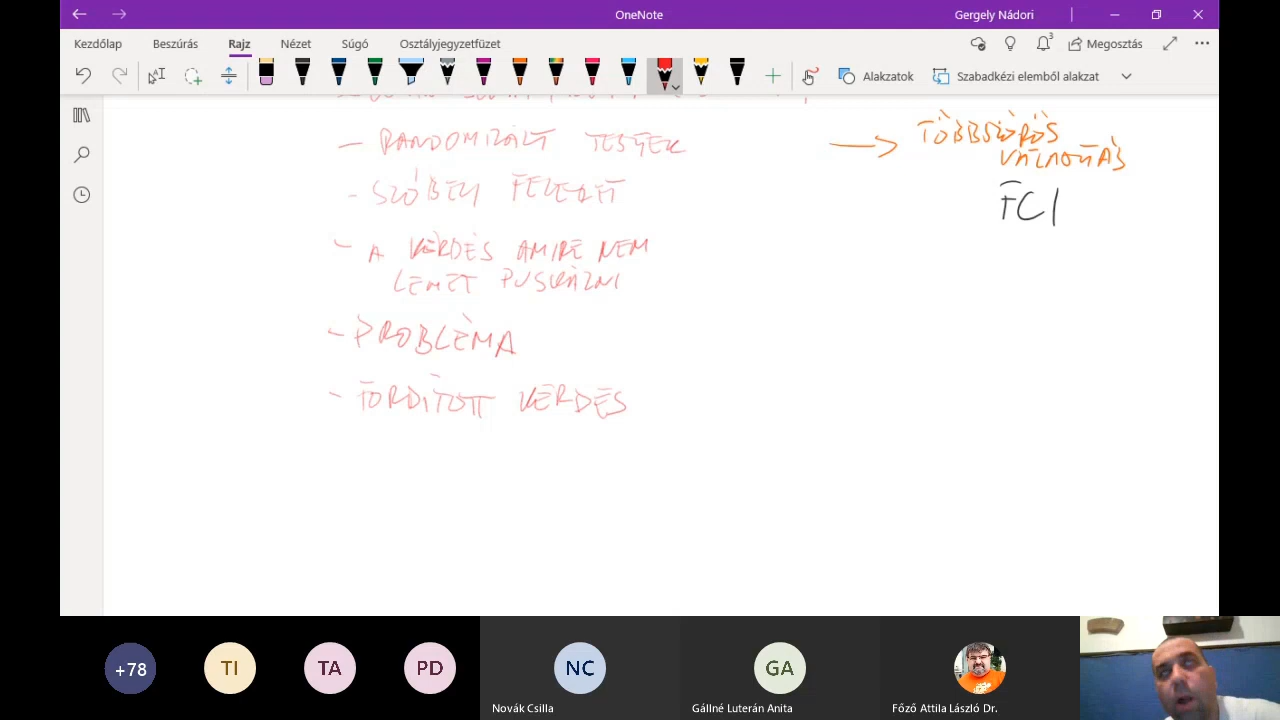 OneNote
Gergely Nádori
Kezdőlap Beszúrás Rajz Nézet Súgó Osztályjegyzetfüzet
3 Megosztás
Alakzatok Szabadkézi elemből alakzat
- RANDOMIZÁLT TESTEK
- SZÓBELI FELELET
- A KÉRDÉS AMIRE NEM
LEHET PUSKÁZNI
- PROBLÉMA
- FORDÍTOTT KÉRDÉS
TÖBBSZÖRÖS
VÁLASZTÁS
FCI
+78 TI TA PD NC GA
Novák Csilla Gállné Luterán Anita Főző Attila László Dr.